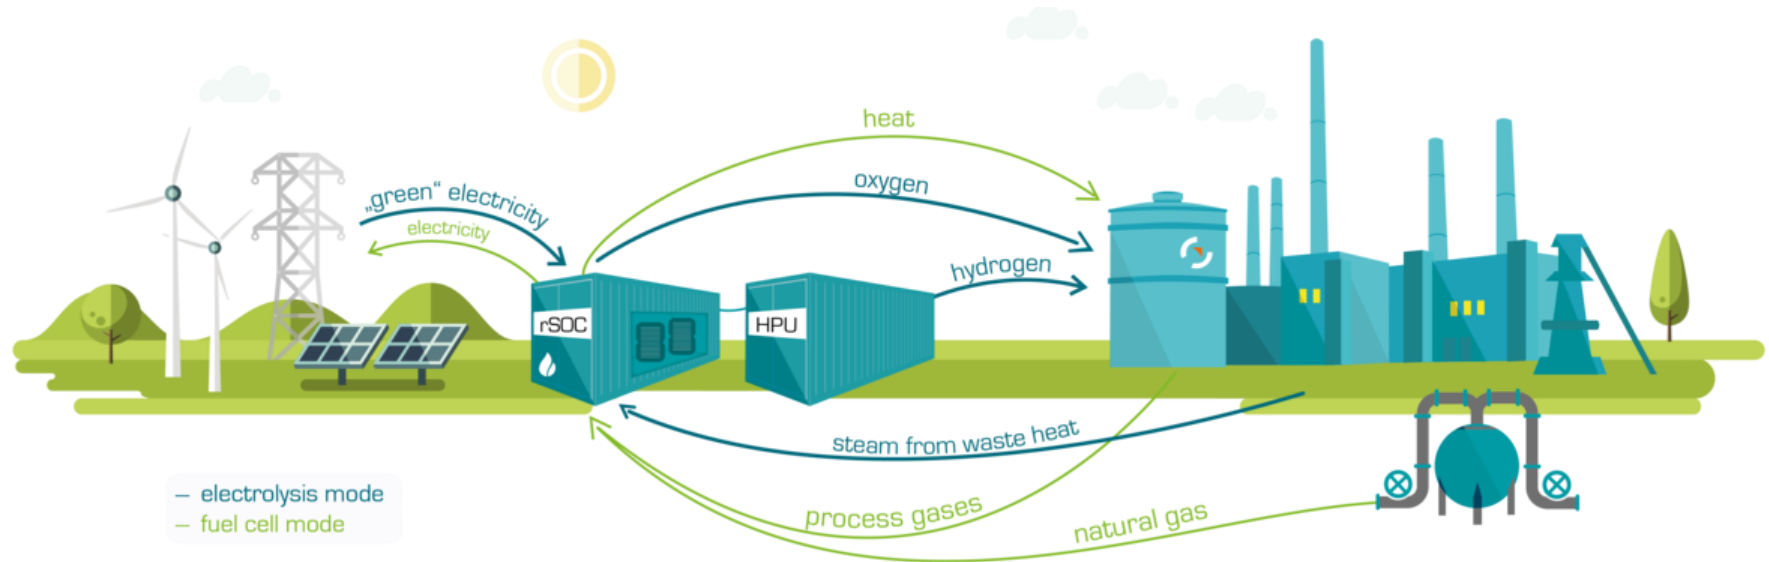 heat
oxygen
„green“ electricity
electricity
hydrogen
rSOC
HPU
steam from waste heat
process gases
natural gas
– electrolysis mode
– fuel cell mode